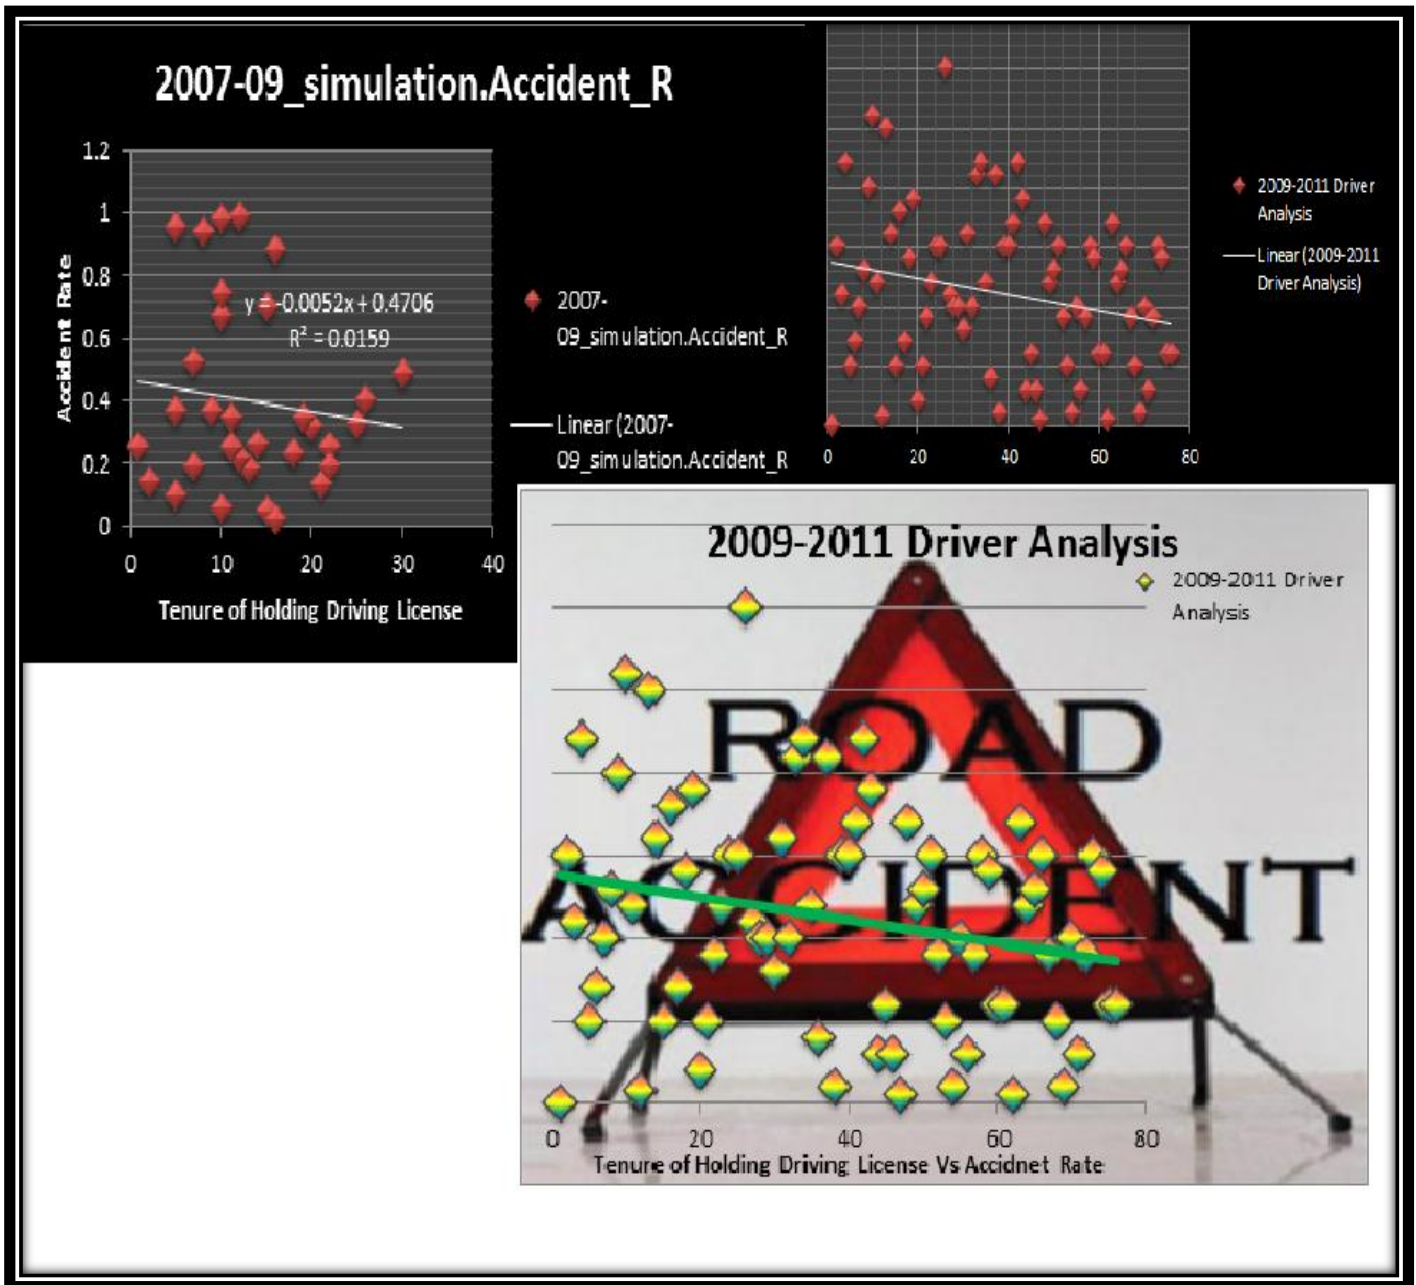 2007-09_simulation.Accident_R
1.2
1
0.8
0.6
0.4
0.2
0
Accident Rate
y = -0.0052x + 0.4706
R² = 0.0159
0 10 20 30 40
Tenure of Holding Driving License
2007-
09_simulation.Accident_R
Linear (2007-
09_simulation.Accident_R
0 20 40 60 80
2009-2011 Driver
Analysis
Linear (2009-2011
Driver Analysis)
2009-2011 Driver Analysis
2009-2011 Driver
Analysis
ROAD
ACCIDENT
0 20 40 60 80
Tenure of Holding Driving License Vs Accidnet Rate